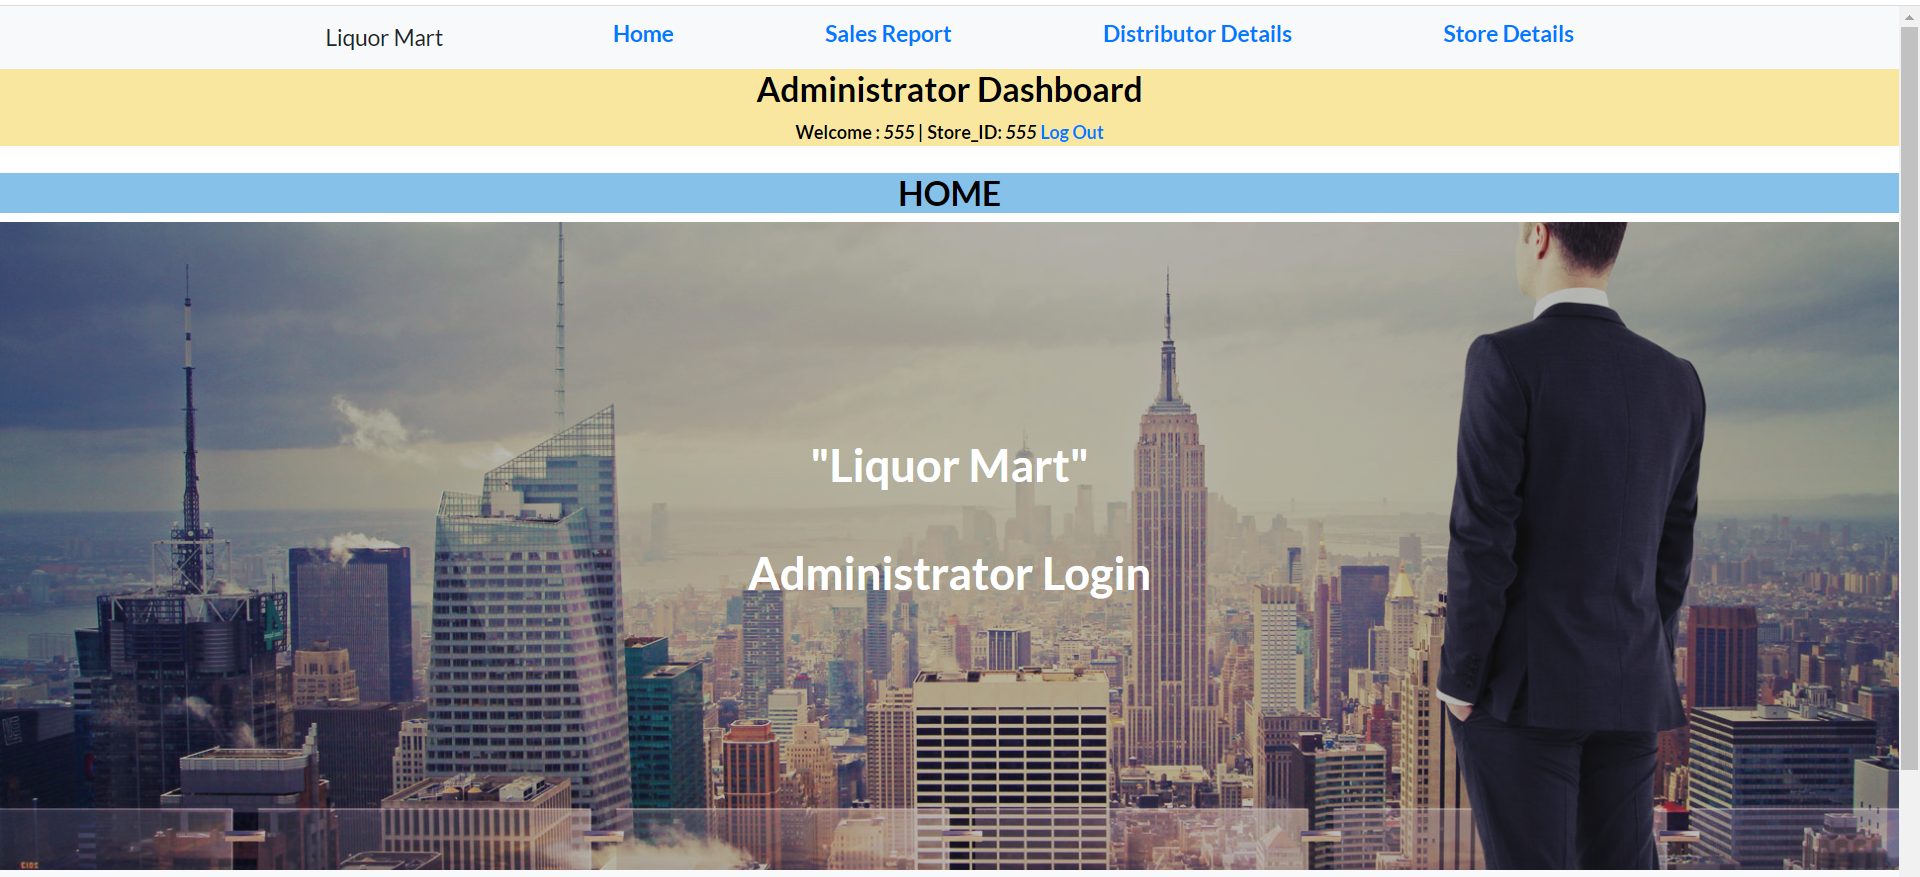 Liquor Mart Home Sales Report Distributor Details Store Details
Administrator Dashboard
Welcome : 555 | Store_ID: 555 Log Out
HOME
"Liquor Mart"
Administrator Login